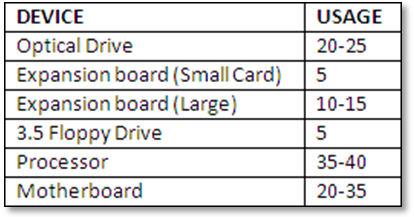 DEVICE USAGE
Optical Drive 20-25
Expansion board (Small Card) 5
Expansion board (Large) 10-15
3.5 Floppy Drive 5
Processor 35-40
Motherboard 20-35